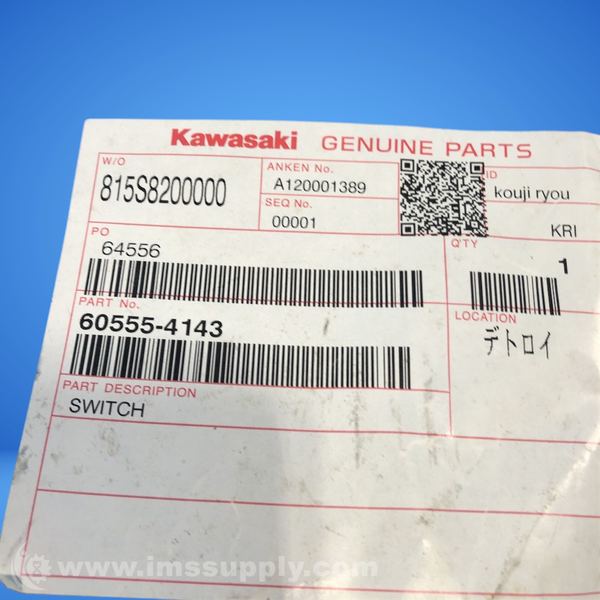 Kawasaki GENUINE PARTS
W/O
815S8200000
ANKEN No.
A120001389
SEQ No.
00001
ID
kouji ryou
KRI
PO
64556
Q'TY
1
PART No.
60555-4143
LOCATION
デトロイ
PART DESCRIPTION
SWITCH
www.imssupply.com